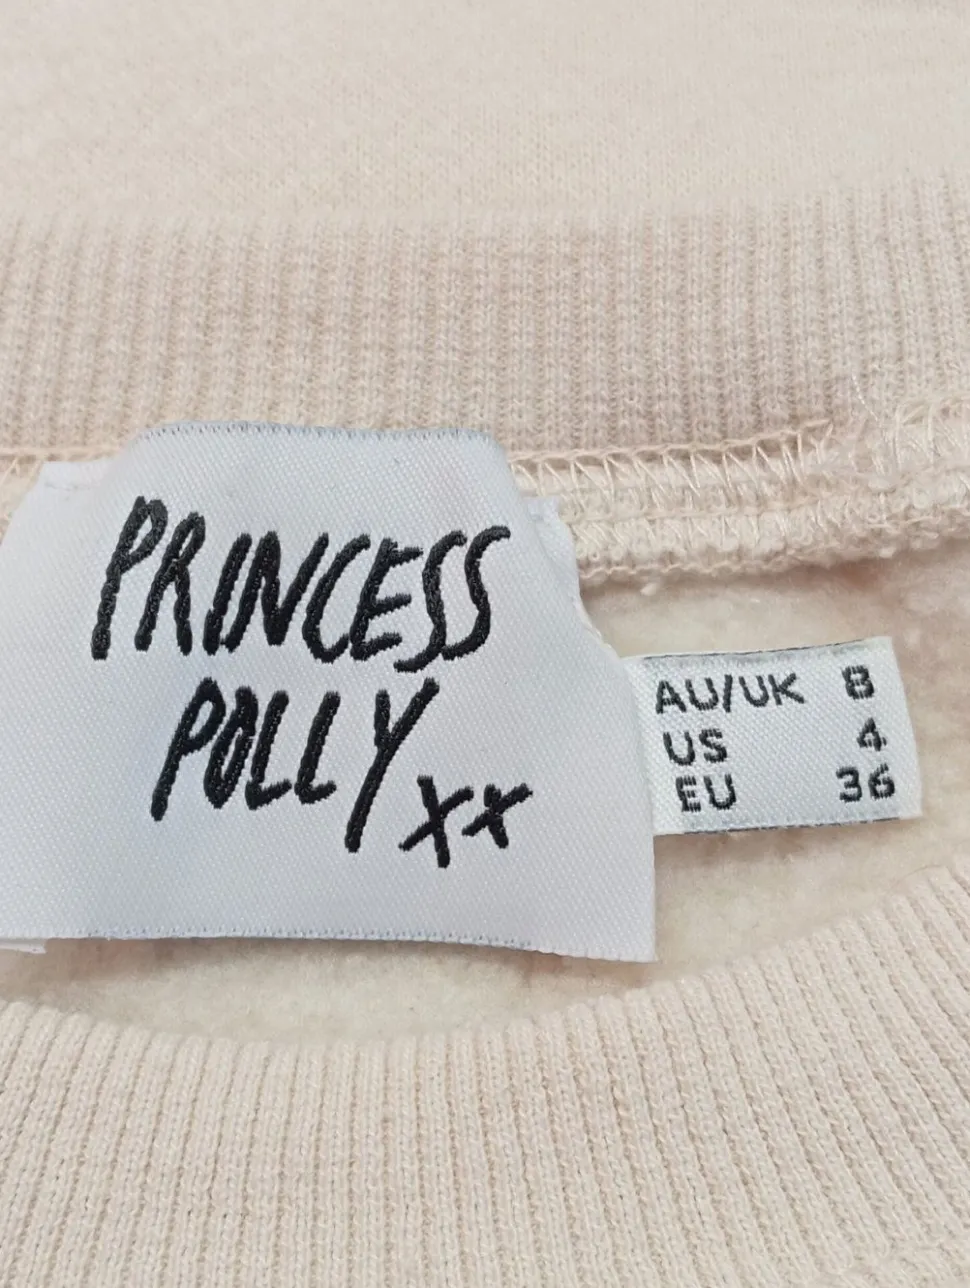 PRINCESS
POLLY xx
AU/UK 8
US 4
EU 36